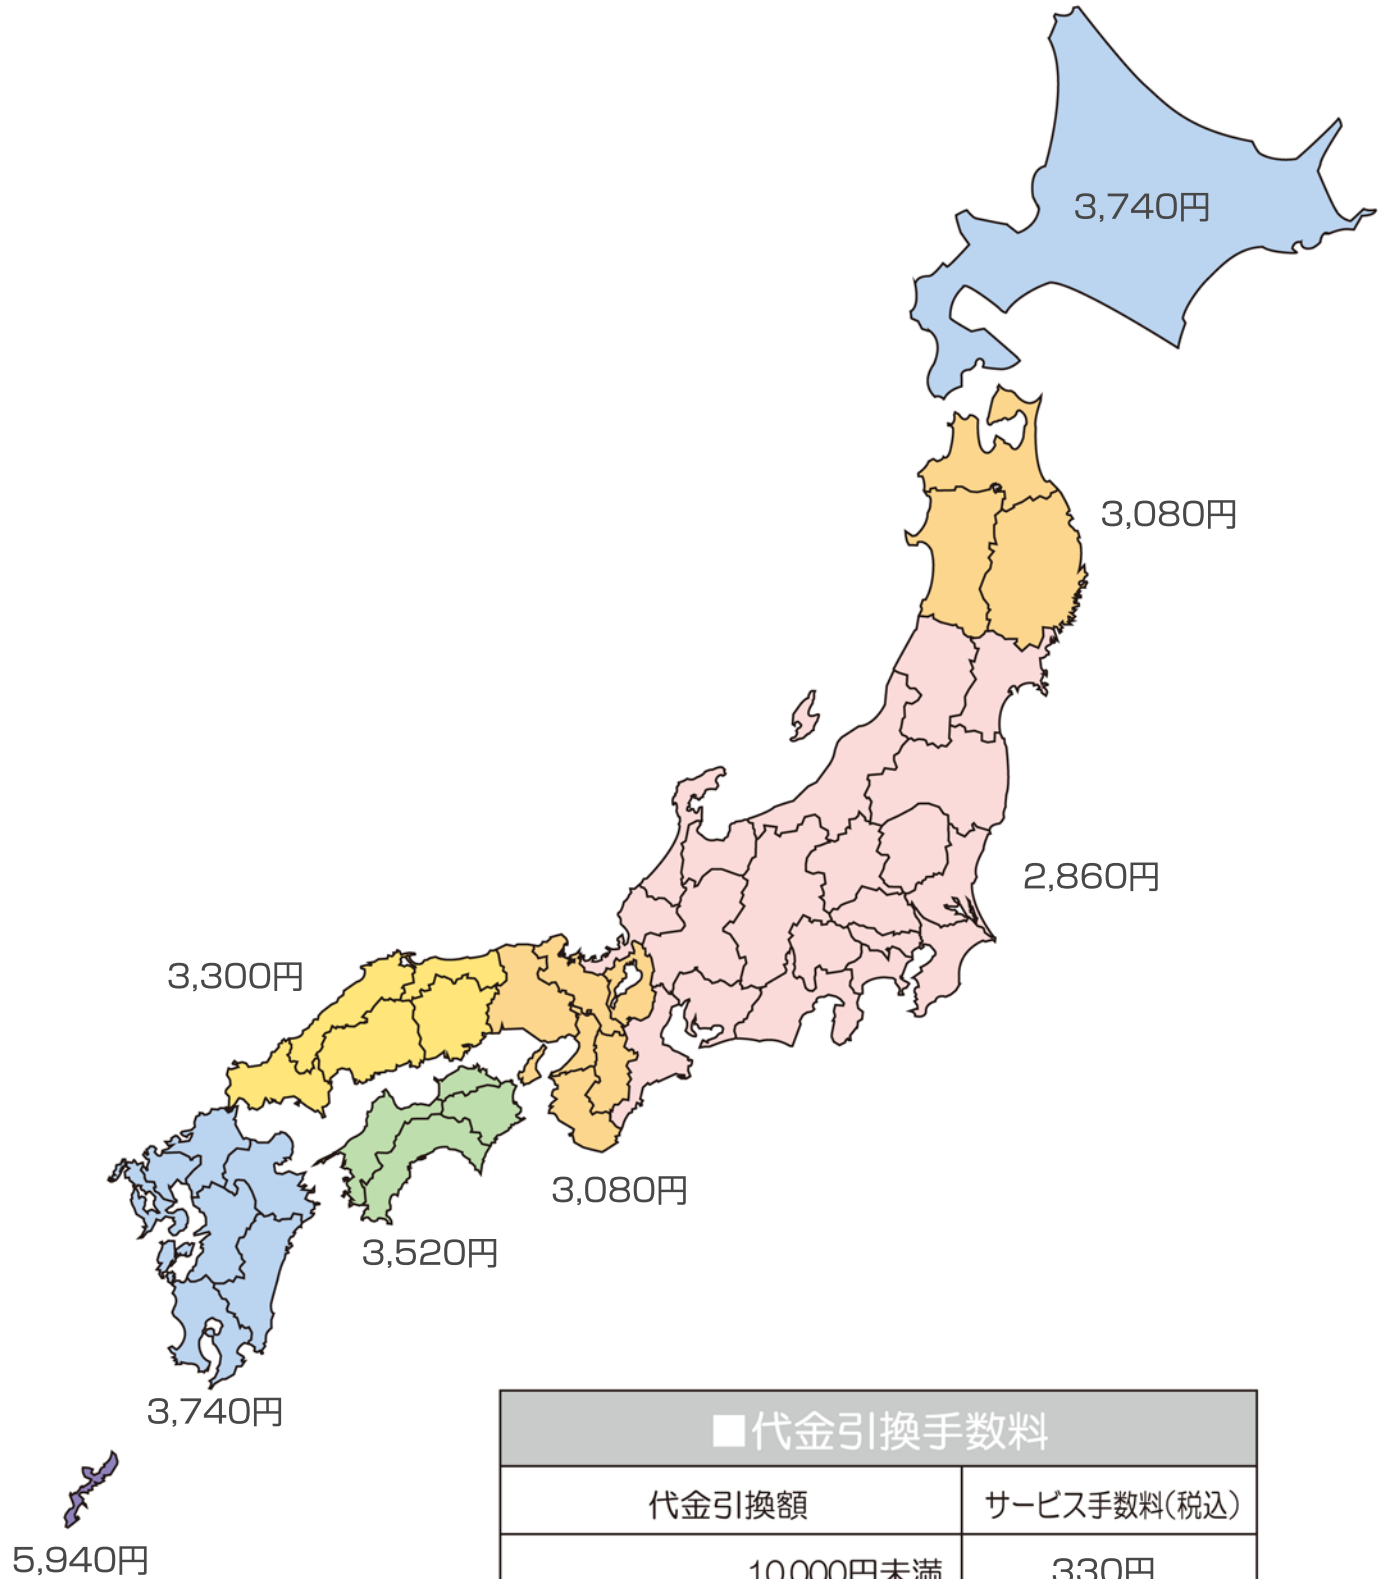 3,740円
3,080円
2,860円
3,300円
3,080円
3,520円
3,740円
5,940円
■代金引換手数料
代金引換額 サービス手数料(税込)
10,000円未満 330円